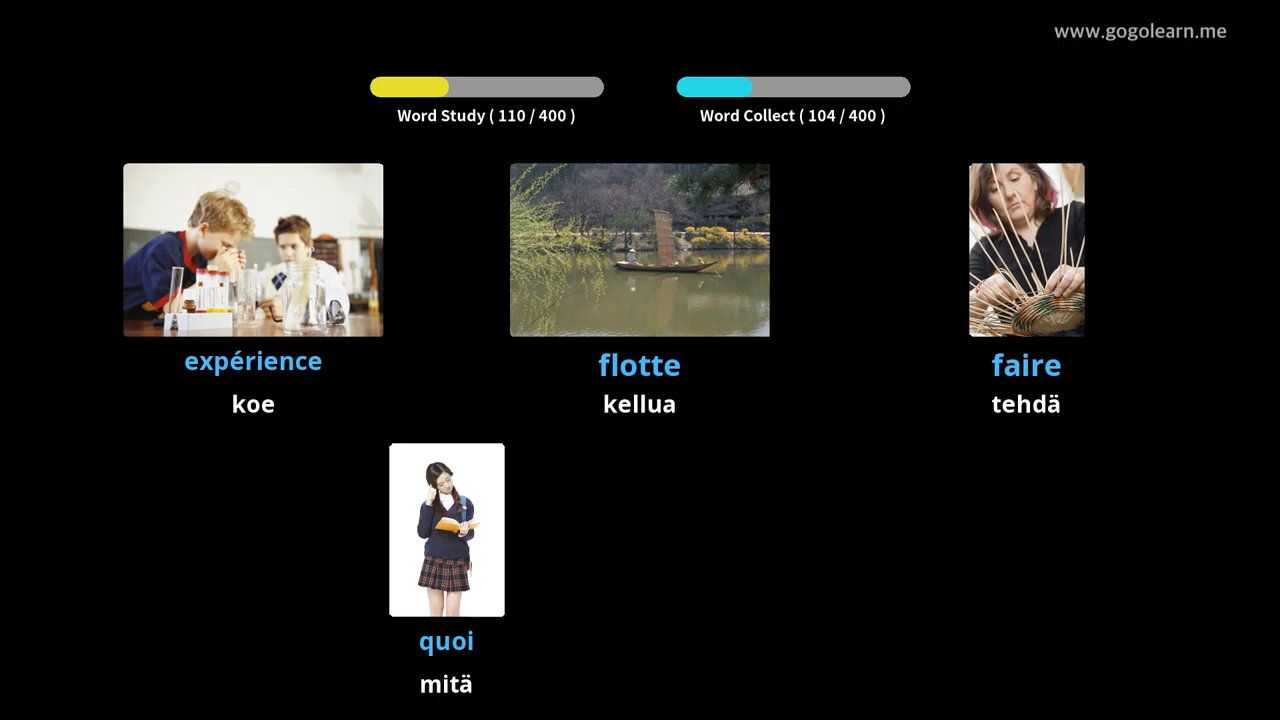 www.gogolearn.me
Word Study ( 110 / 400 )
Word Collect ( 104 / 400 )
expérience
koe
flotte
kellua
faire
tehdä
quoi
mitä